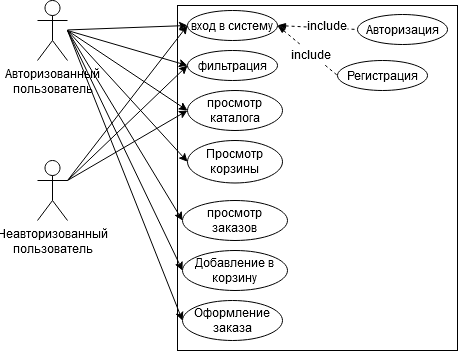 вход в систему
include
Авторизация
include
Авторизованный
пользователь
фильтрация
Регистрация
просмотр
каталога
Просмотр
корзины
Неавторизованный
пользователь
просмотр
заказов
Добавление в
корзину
Оформление
заказа